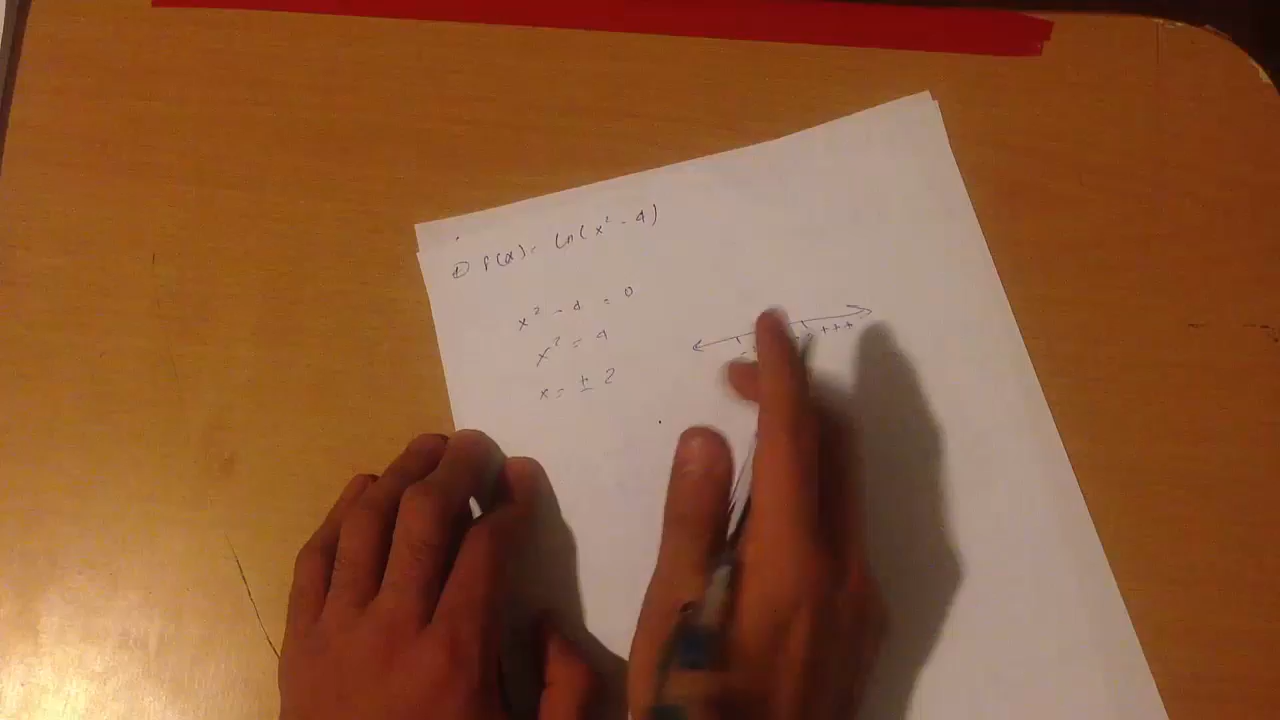 1) f(x) = ln(x² - 4)
x² - 4 = 0
x² = 4
x = ± 2
+++